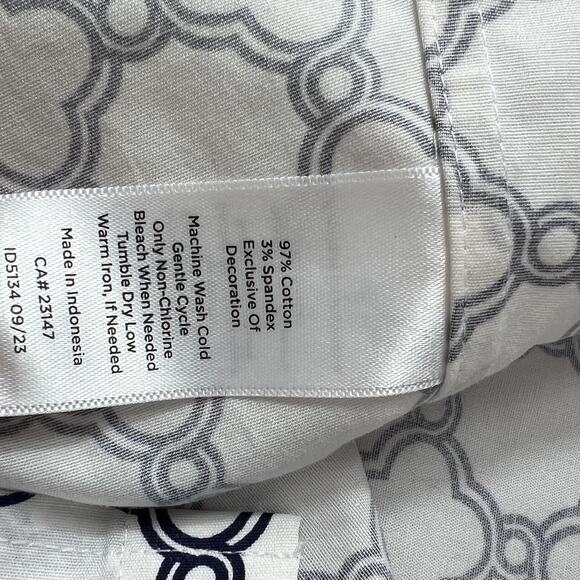 97% Cotton
3% Spandex
Exclusive Of
Decoration
Machine Wash Cold
Gentle Cycle
Only Non-Chlorine
Bleach When Needed
Tumble Dry Low
Warm Iron, If Needed
Made In Indonesia
CA# 23147
ID5134 09/23